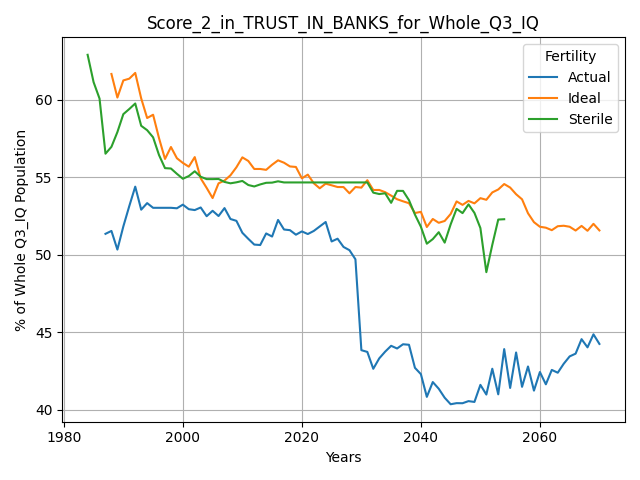 Score_2_in_TRUST_IN_BANKS_for_Whole_Q3_IQ
% of Whole Q3_IQ Population
60
55
50
45
40
Fertility
Actual
Ideal
Sterile
1980
2000
2020
2040
2060
Years